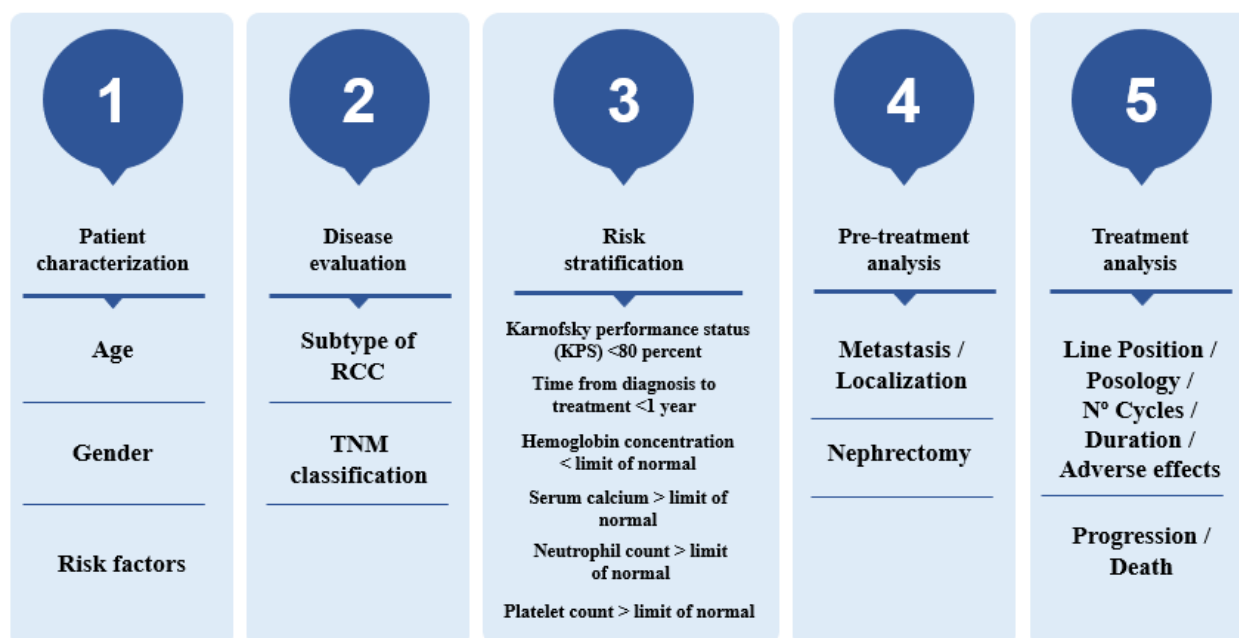 1
Patient
characterization
Age
Gender
Risk factors
2
Disease
evaluation
Subtype of
RCC
TNM
classification
3
Risk
stratification
Karnofsky performance status
(KPS) <80 percent
Time from diagnosis to
treatment <1 year
Hemoglobin concentration
< limit of normal
Serum calcium > limit of
normal
Neutrophil count > limit
of normal
Platelet count > limit of normal
4
Pre-treatment
analysis
Metastasis /
Localization
Nephrectomy
5
Treatment
analysis
Line Position /
Posology /
Nº Cycles /
Duration /
Adverse effects
Progression /
Death